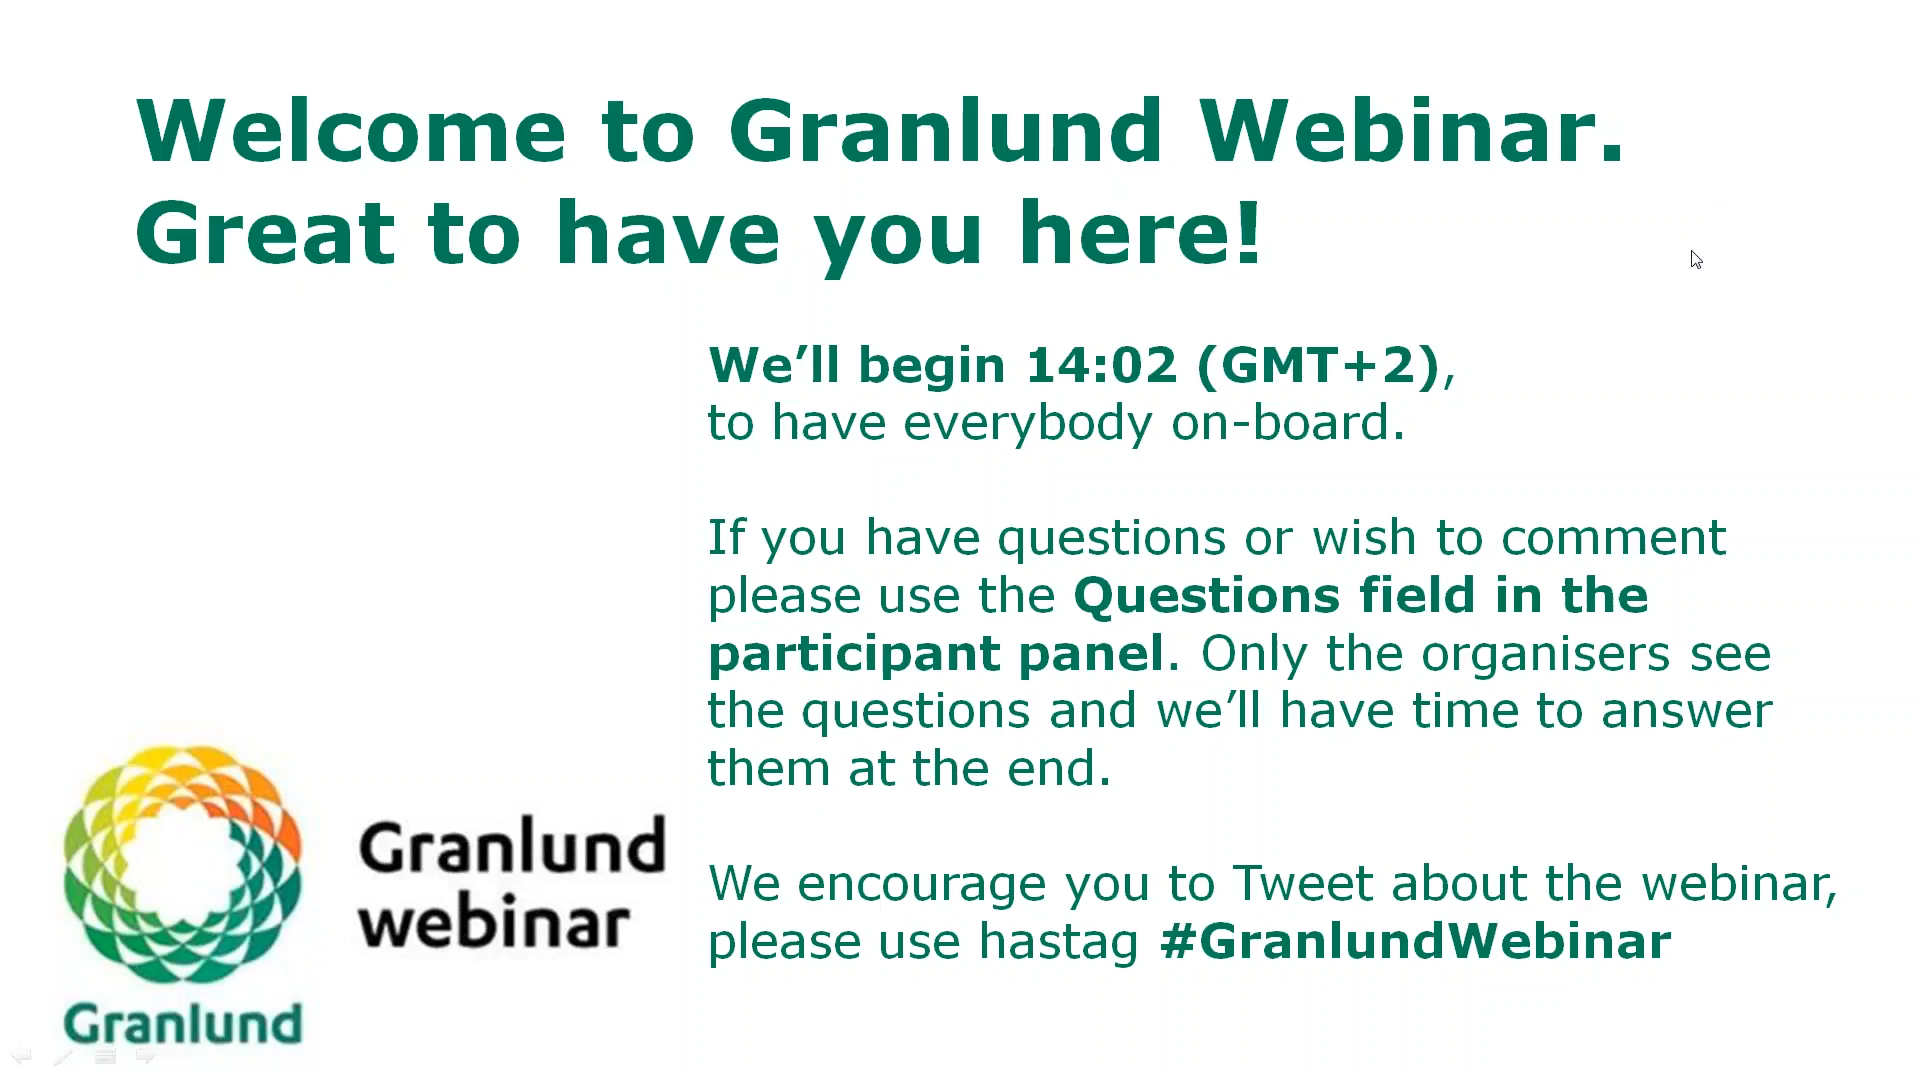 Welcome to Granlund Webinar.
Great to have you here!
We’ll begin 14:02 (GMT+2),
to have everybody on-board.
If you have questions or wish to comment
please use the Questions field in the
participant panel. Only the organisers see
the questions and we’ll have time to answer
them at the end.
We encourage you to Tweet about the webinar,
please use hastag #GranlundWebinar
Granlund
webinar
Granlund